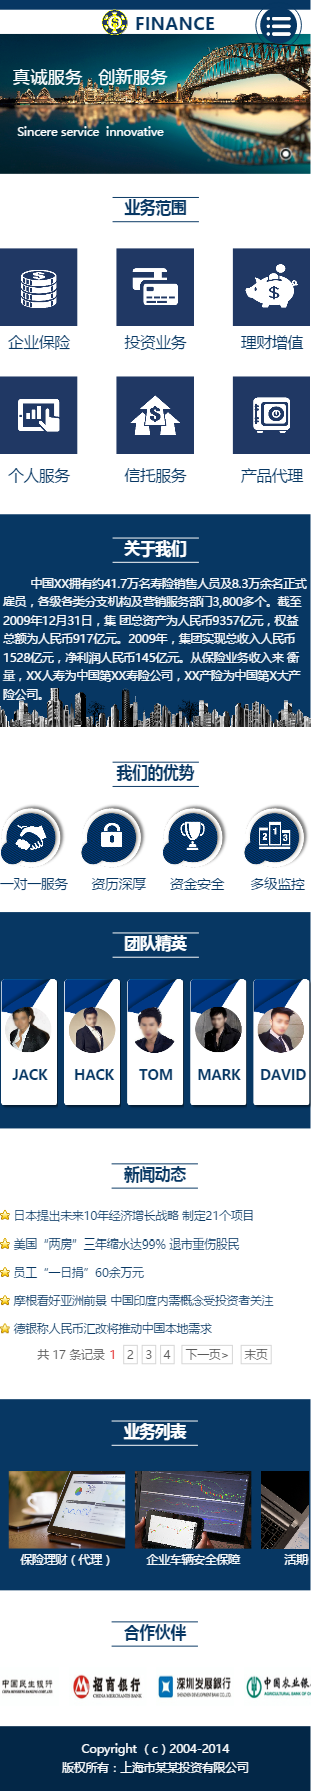 FINANCE
真诚服务 创新服务
Sincere service innovative
业务范围
企业保险 投资业务 理财增值
个人服务 信托服务 产品代理
关于我们
中国XX拥有约41.7万名寿险销售人员及8.3万余名正式
雇员，各级各类分支机构及营销服务部门3,800多个。截至
2009年12月31日，集 团总资产为人民币9357亿元，权益
总额为人民币917亿元。2009年，集团实现总收入人民币
1528亿元，净利润人民币145亿元。从保险业务收入来 衡
量，XX人寿为中国第XX寿险公司，XX产险为中国第X大产
险公司。
我们的优势
一对一服务 资历深厚 资金安全 多级监控
团队精英
JACK HACK TOM MARK DAVID
新闻动态
日本提出未来10年经济增长战略 制定21个项目
美国“两房”三年缩水达99% 退市重伤股民
员工“一日捐”60余万元
摩根看好亚洲前景 中国印度内需概念受投资者关注
德银称人民币汇改将推动中国本地需求
共 17 条记录 1 2 3 4 下一页> 末页
业务列表
保险理财（代理） 企业车辆安全保障 活期
合作伙伴
中国民生银行 招商银行 深圳发展银行 中国农业银
CHINA MERCHANTS BANK SHENZHEN DEVELOPMENT BANK CO., LTD. AGRICULTURAL BANK OF C
Copyright （c）2004-2014
版权所有：上海市某某投资有限公司